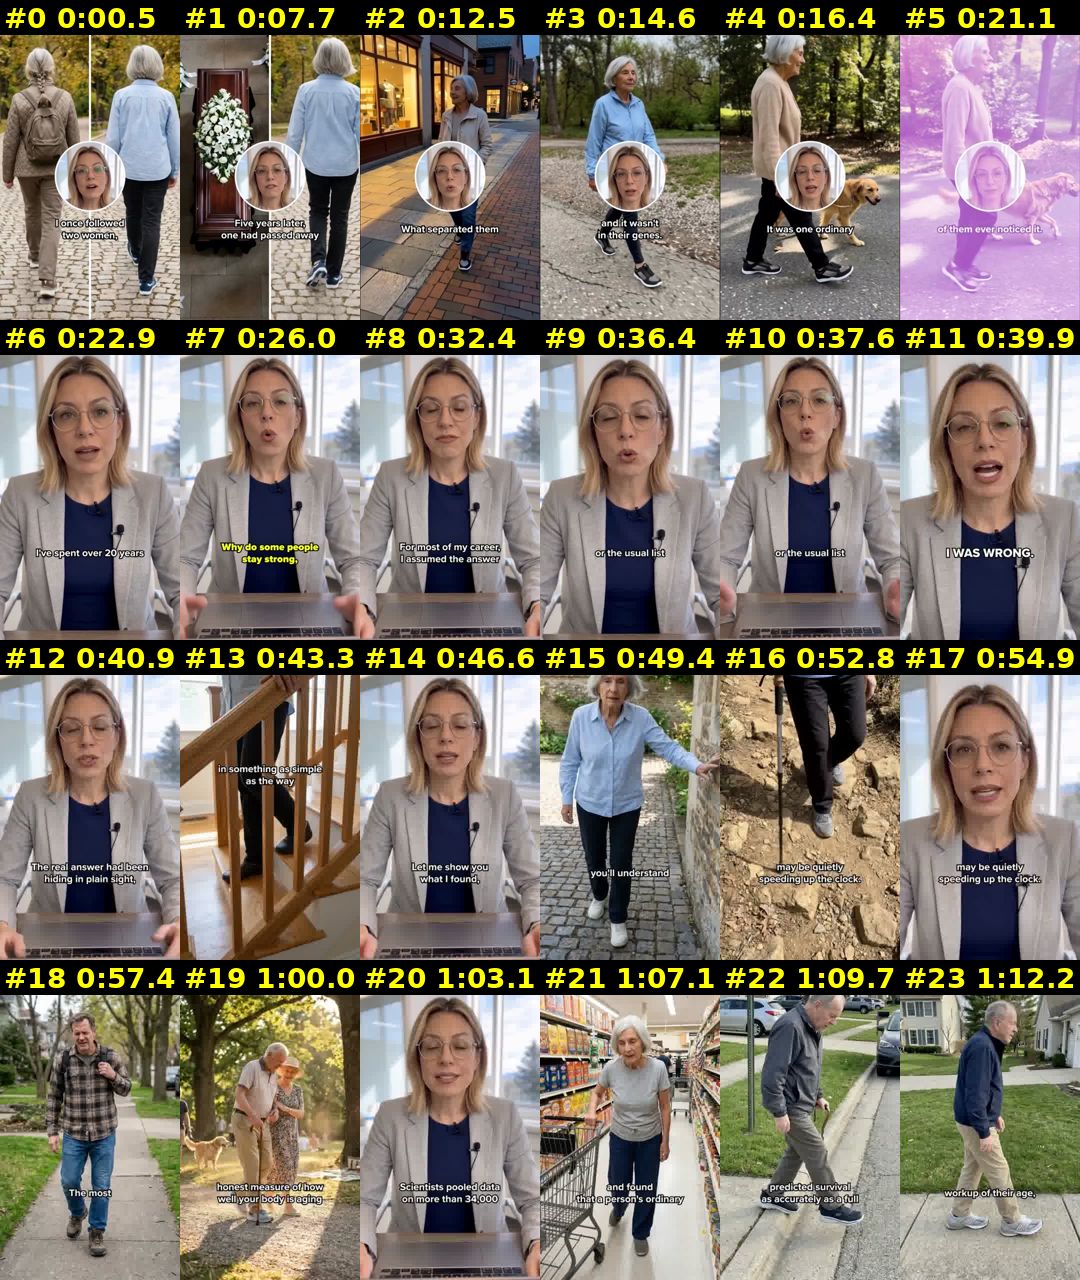 #0 0:00.5
#1 0:07.7
#2 0:12.5
#3 0:14.6
#4 0:16.4
#5 0:21.1
I once followed
two women,
Five years later,
one had passed away
What separated them
and it wasn't
in their genes.
It was one ordinary
of them ever noticed it.
#6 0:22.9
#7 0:26.0
#8 0:32.4
#9 0:36.4
#10 0:37.6
#11 0:39.9
I've spent over 20 years
Why do some people
stay strong,
For most of my career,
I assumed the answer
or the usual list
or the usual list
I WAS WRONG.
#12 0:40.9
#13 0:43.3
#14 0:46.6
#15 0:49.4
#16 0:52.8
#17 0:54.9
The real answer had been
hiding in plain sight,
in something as simple
as the way
Let me show you
what I found,
you'll understand
may be quietly
speeding up the clock.
may be quietly
speeding up the clock.
#18 0:57.4
#19 1:00.0
#20 1:03.1
#21 1:07.1
#22 1:09.7
#23 1:12.2
The most
honest measure of how
well your body is aging
Scientists pooled data
on more than 34,000
and found
that a person's ordinary
predicted survival
as accurately as a full
workup of their age,